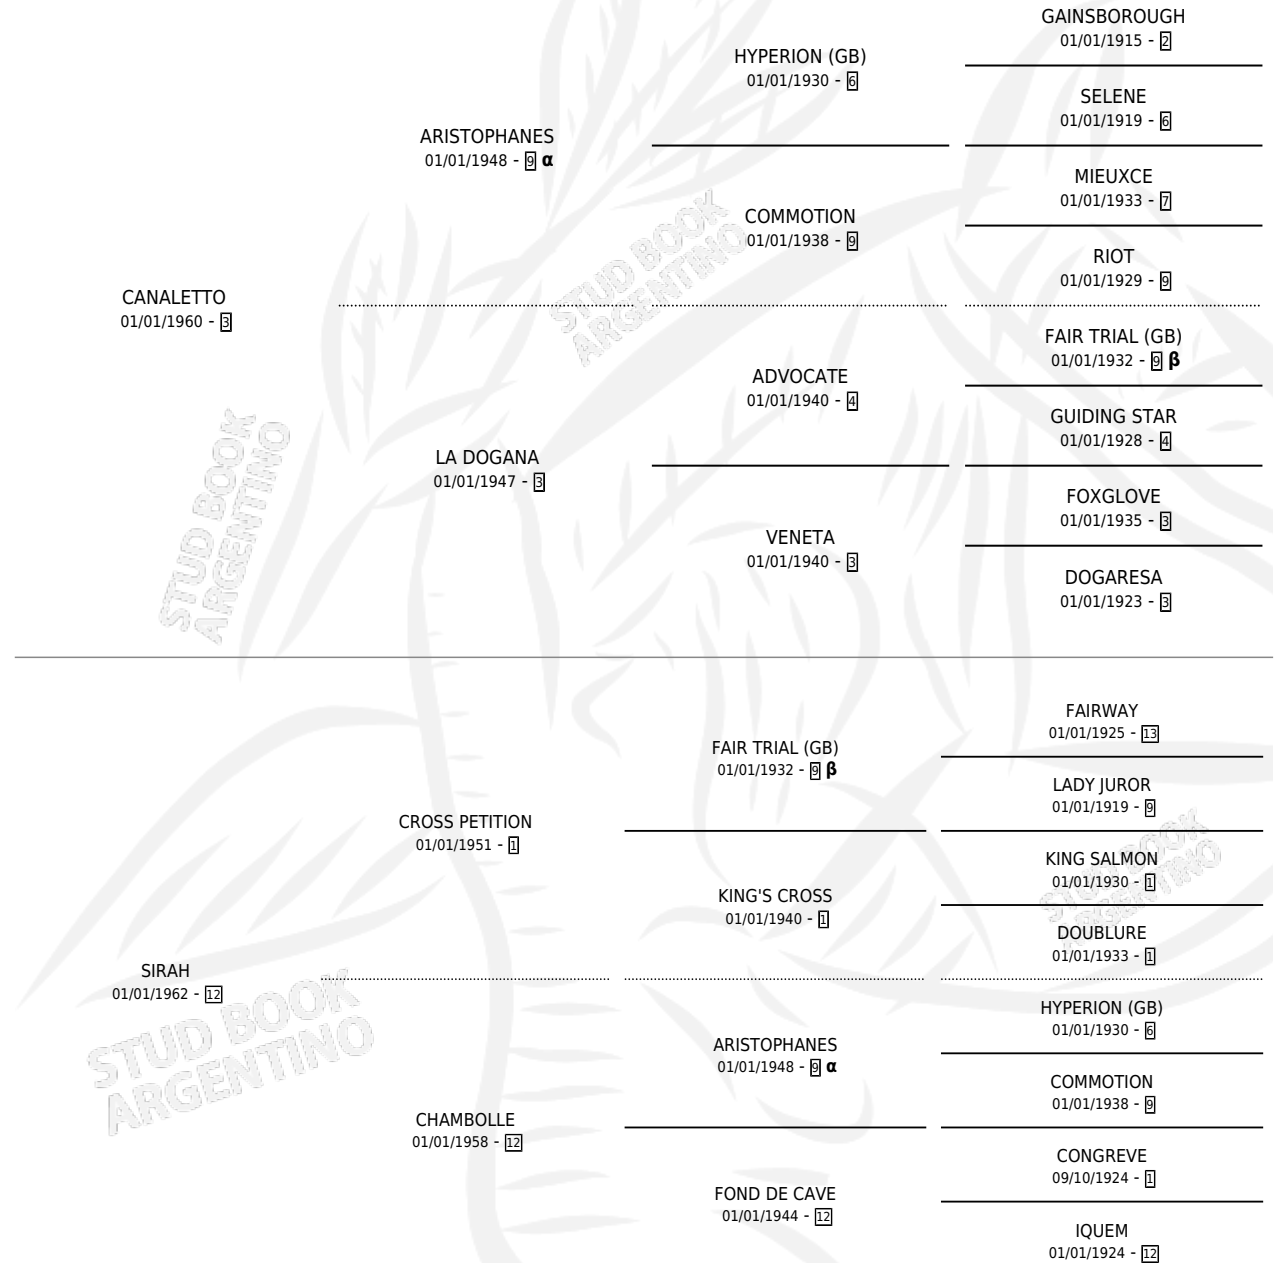 GAINSBOROUGH
01/01/1915 - 2
HYPERION (GB)
01/01/1930 - 6
SELENE
01/01/1919 - 6
ARISTOPHANES
01/01/1948 - 9 α
MIEUXCE
01/01/1933 - 7
COMMOTION
01/01/1938 - 9
RIOT
01/01/1929 - 9
CANALETTO
01/01/1960 - 3
FAIR TRIAL (GB)
01/01/1932 - 9 β
ADVOCATE
01/01/1940 - 4
GUIDING STAR
01/01/1928 - 4
LA DOGANA
01/01/1947 - 3
FOXGLOVE
01/01/1935 - 3
VENETA
01/01/1940 - 3
DOGARESA
01/01/1923 - 3
FAIRWAY
01/01/1925 - 13
FAIR TRIAL (GB)
01/01/1932 - 9 β
LADY JUROR
01/01/1919 - 9
CROSS PETITION
01/01/1951 - 1
KING SALMON
01/01/1930 - 1
KING'S CROSS
01/01/1940 - 1
DOUBLURE
01/01/1933 - 1
SIRAH
01/01/1962 - 12
HYPERION (GB)
01/01/1930 - 6
ARISTOPHANES
01/01/1948 - 9 α
COMMOTION
01/01/1938 - 9
CHAMBOLLE
01/01/1958 - 12
CONGREVE
09/10/1924 - 1
FOND DE CAVE
01/01/1944 - 12
IQUEM
01/01/1924 - 12
STUD BOOK
ARGENTINO
STUD BOOK
ARGENTINO
STUD BOOK
ARGENTINO
STUD BOOK
ARGENTINO